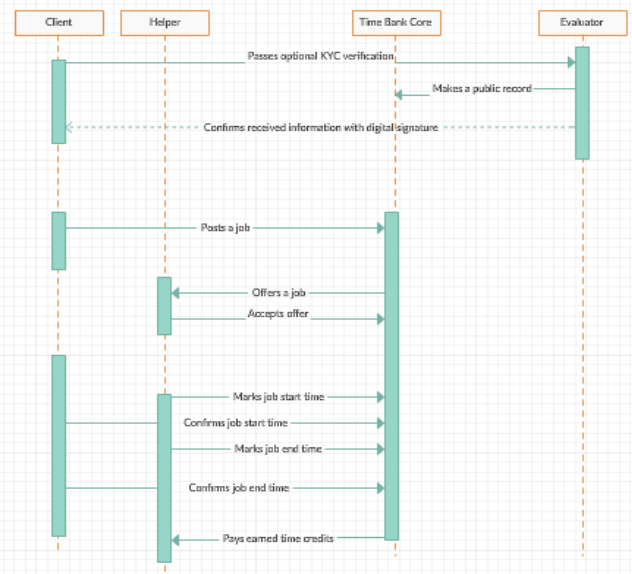 Client
Helper
Time Bank Core
Evaluator
Passes optional KYC verification
Makes a public record
Confirms received information with digital signature
Posts a job
Offers a job
Accepts offer
Marks job start time
Confirms job start time
Marks job end time
Confirms job end time
Pays earned time credits